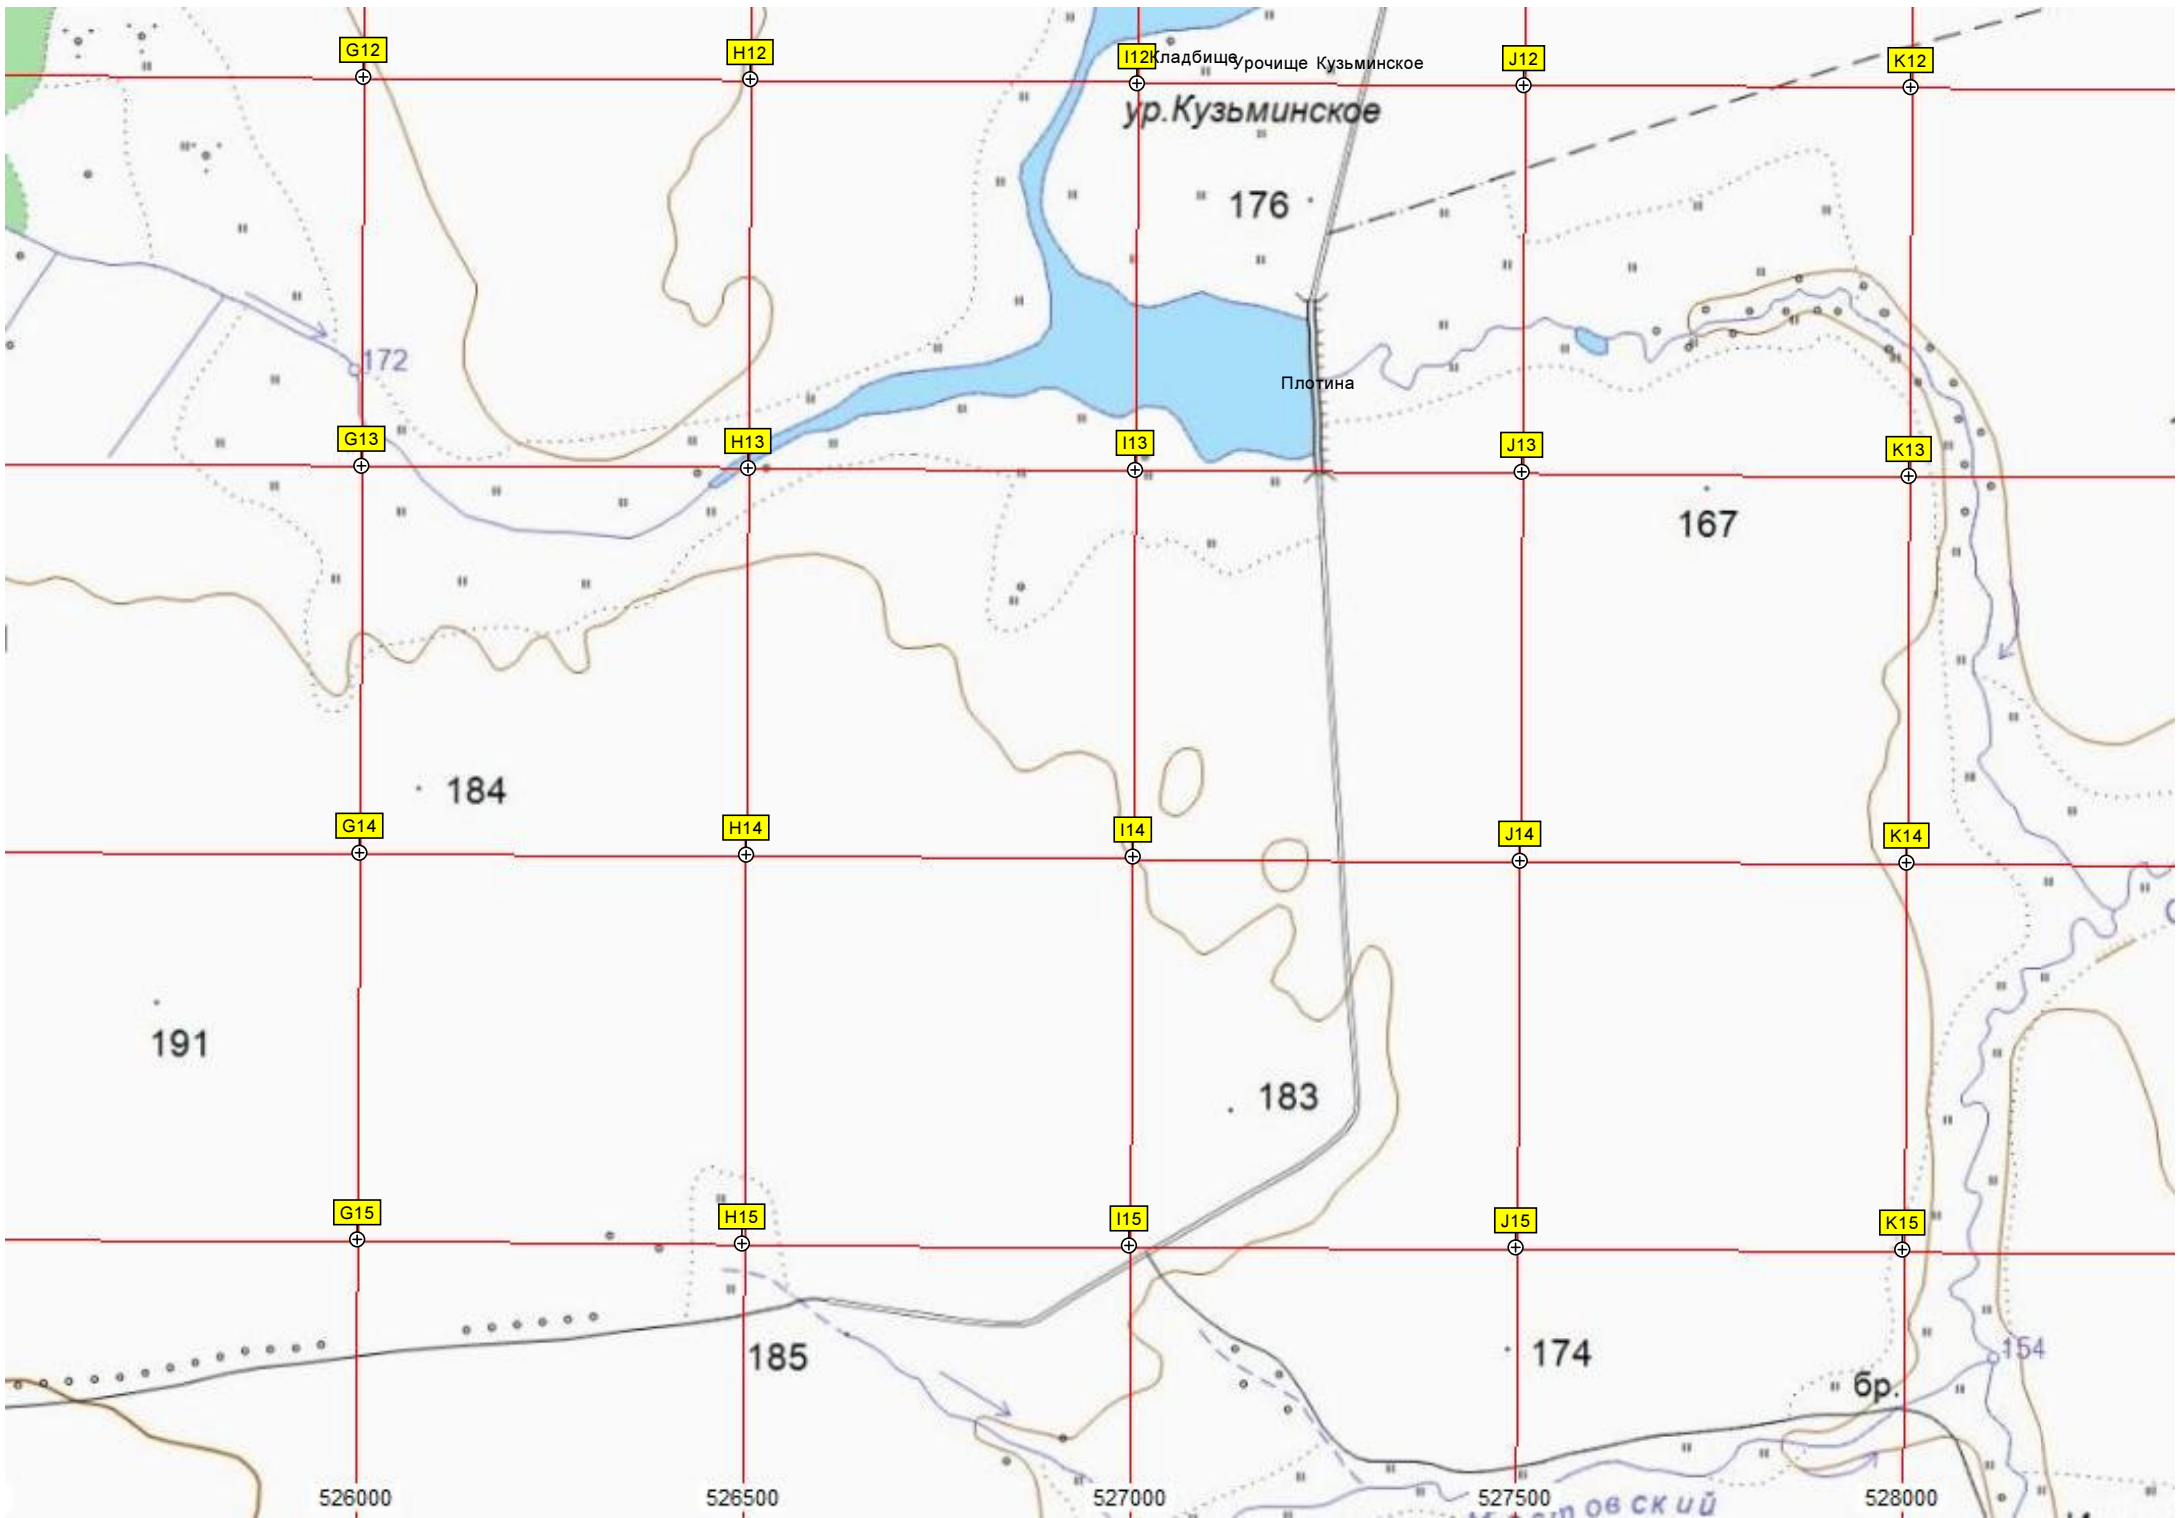 G12
H12
I12
Кладбище
Урочище Кузьминское
J12
K12
ур.Кузьминское
176
172
Плотина
G13
H13
I13
J13
K13
167
184
G14
H14
I14
J14
K14
191
183
G15
H15
I15
J15
K15
185
174
154
бр.
526000
526500
527000
527500
528000